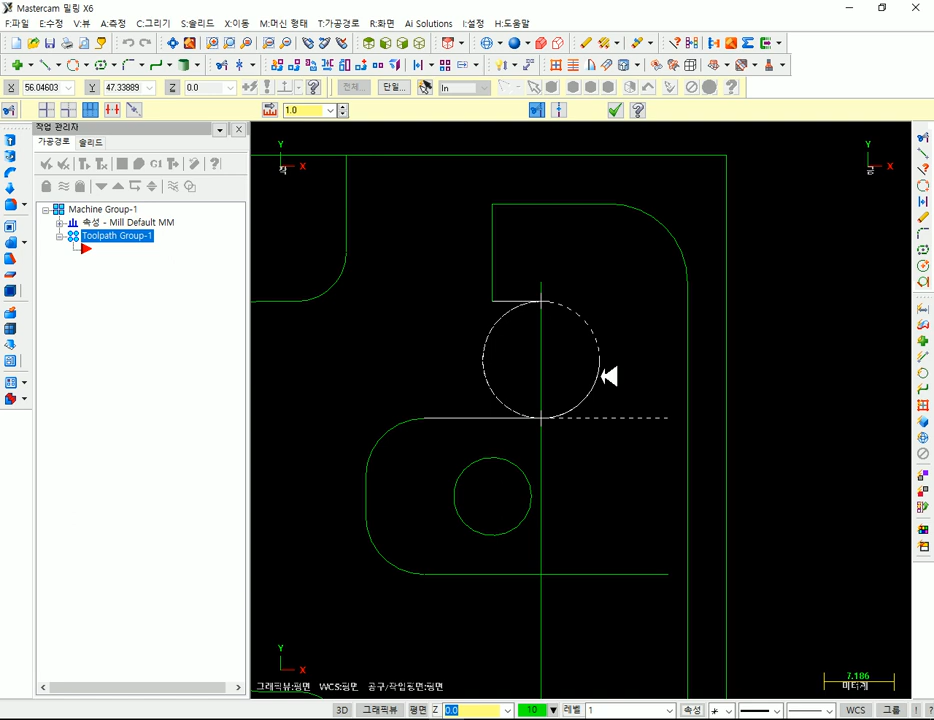 Mastercam 밀링 X6
F:파일 E:수정 V:뷰 A:측정 C:그리기 S:솔리드 X:이동 M:머신 형태 T:가공경로 R:화면 Ai Solutions I:설정 H:도움말
X 56.04603 Y 47.33889 Z 0.0 전체... 단일... In
1.0
작업 관리자
가공경로 솔리드
G1
Machine Group-1
속성 - Mill Default MM
Toolpath Group-1
Y
X
Y
X
Y
X
그래픽뷰:평면 WCS:평면 공구/작업평면:평면
7.186
미터계
3D 그래픽뷰 평면 Z 0.0 10 레벨 1 속성 WCS 그룹 ! ?